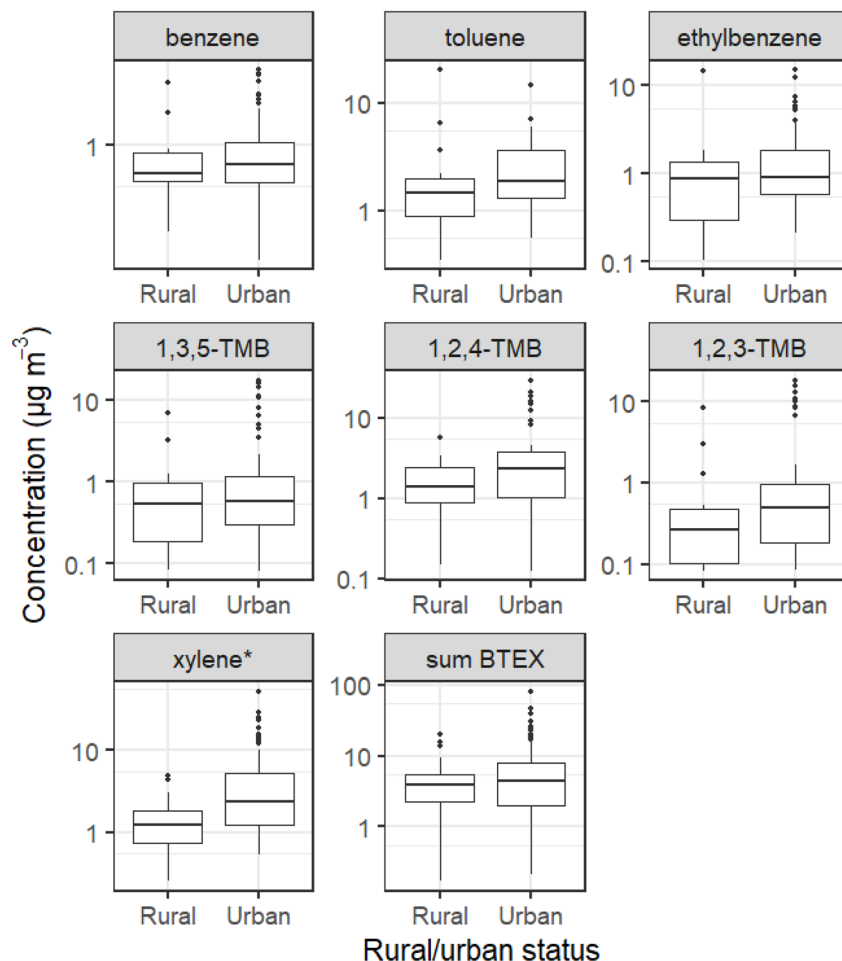 benzene toluene ethylbenzene
1
10
1
10
1
0.1
Rural Urban Rural Urban Rural Urban
Concentration (µg m⁻³)
1,3,5-TMB 1,2,4-TMB 1,2,3-TMB
10
1
0.1
10
1
0.1
10
1
0.1
Rural Urban Rural Urban Rural Urban
xylene* sum BTEX
10
1
100
10
1
Rural Urban Rural Urban
Rural/urban status